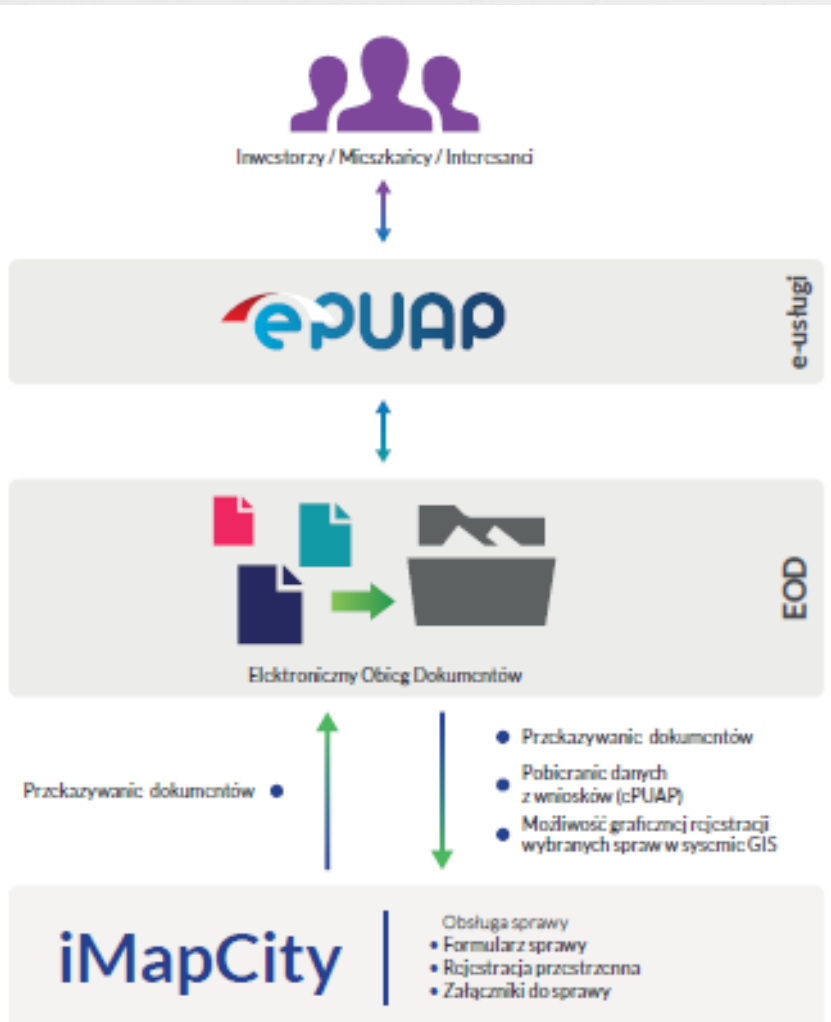 Inwestorzy / Mieszkańcy / Interesanci
ePUAP
e-usługi
EOD
Elektroniczny Obieg Dokumentów
Przekazywanie dokumentów
Przekazywanie dokumentów
Pobieranie danych
z wniosków (ePUAP)
Możliwość graficznej rejestracji
wybranych spraw w sysemie GIS
iMapCity
Obsługa sprawy
Formularz sprawy
Rejestracja przestrzenna
Załączniki do sprawy